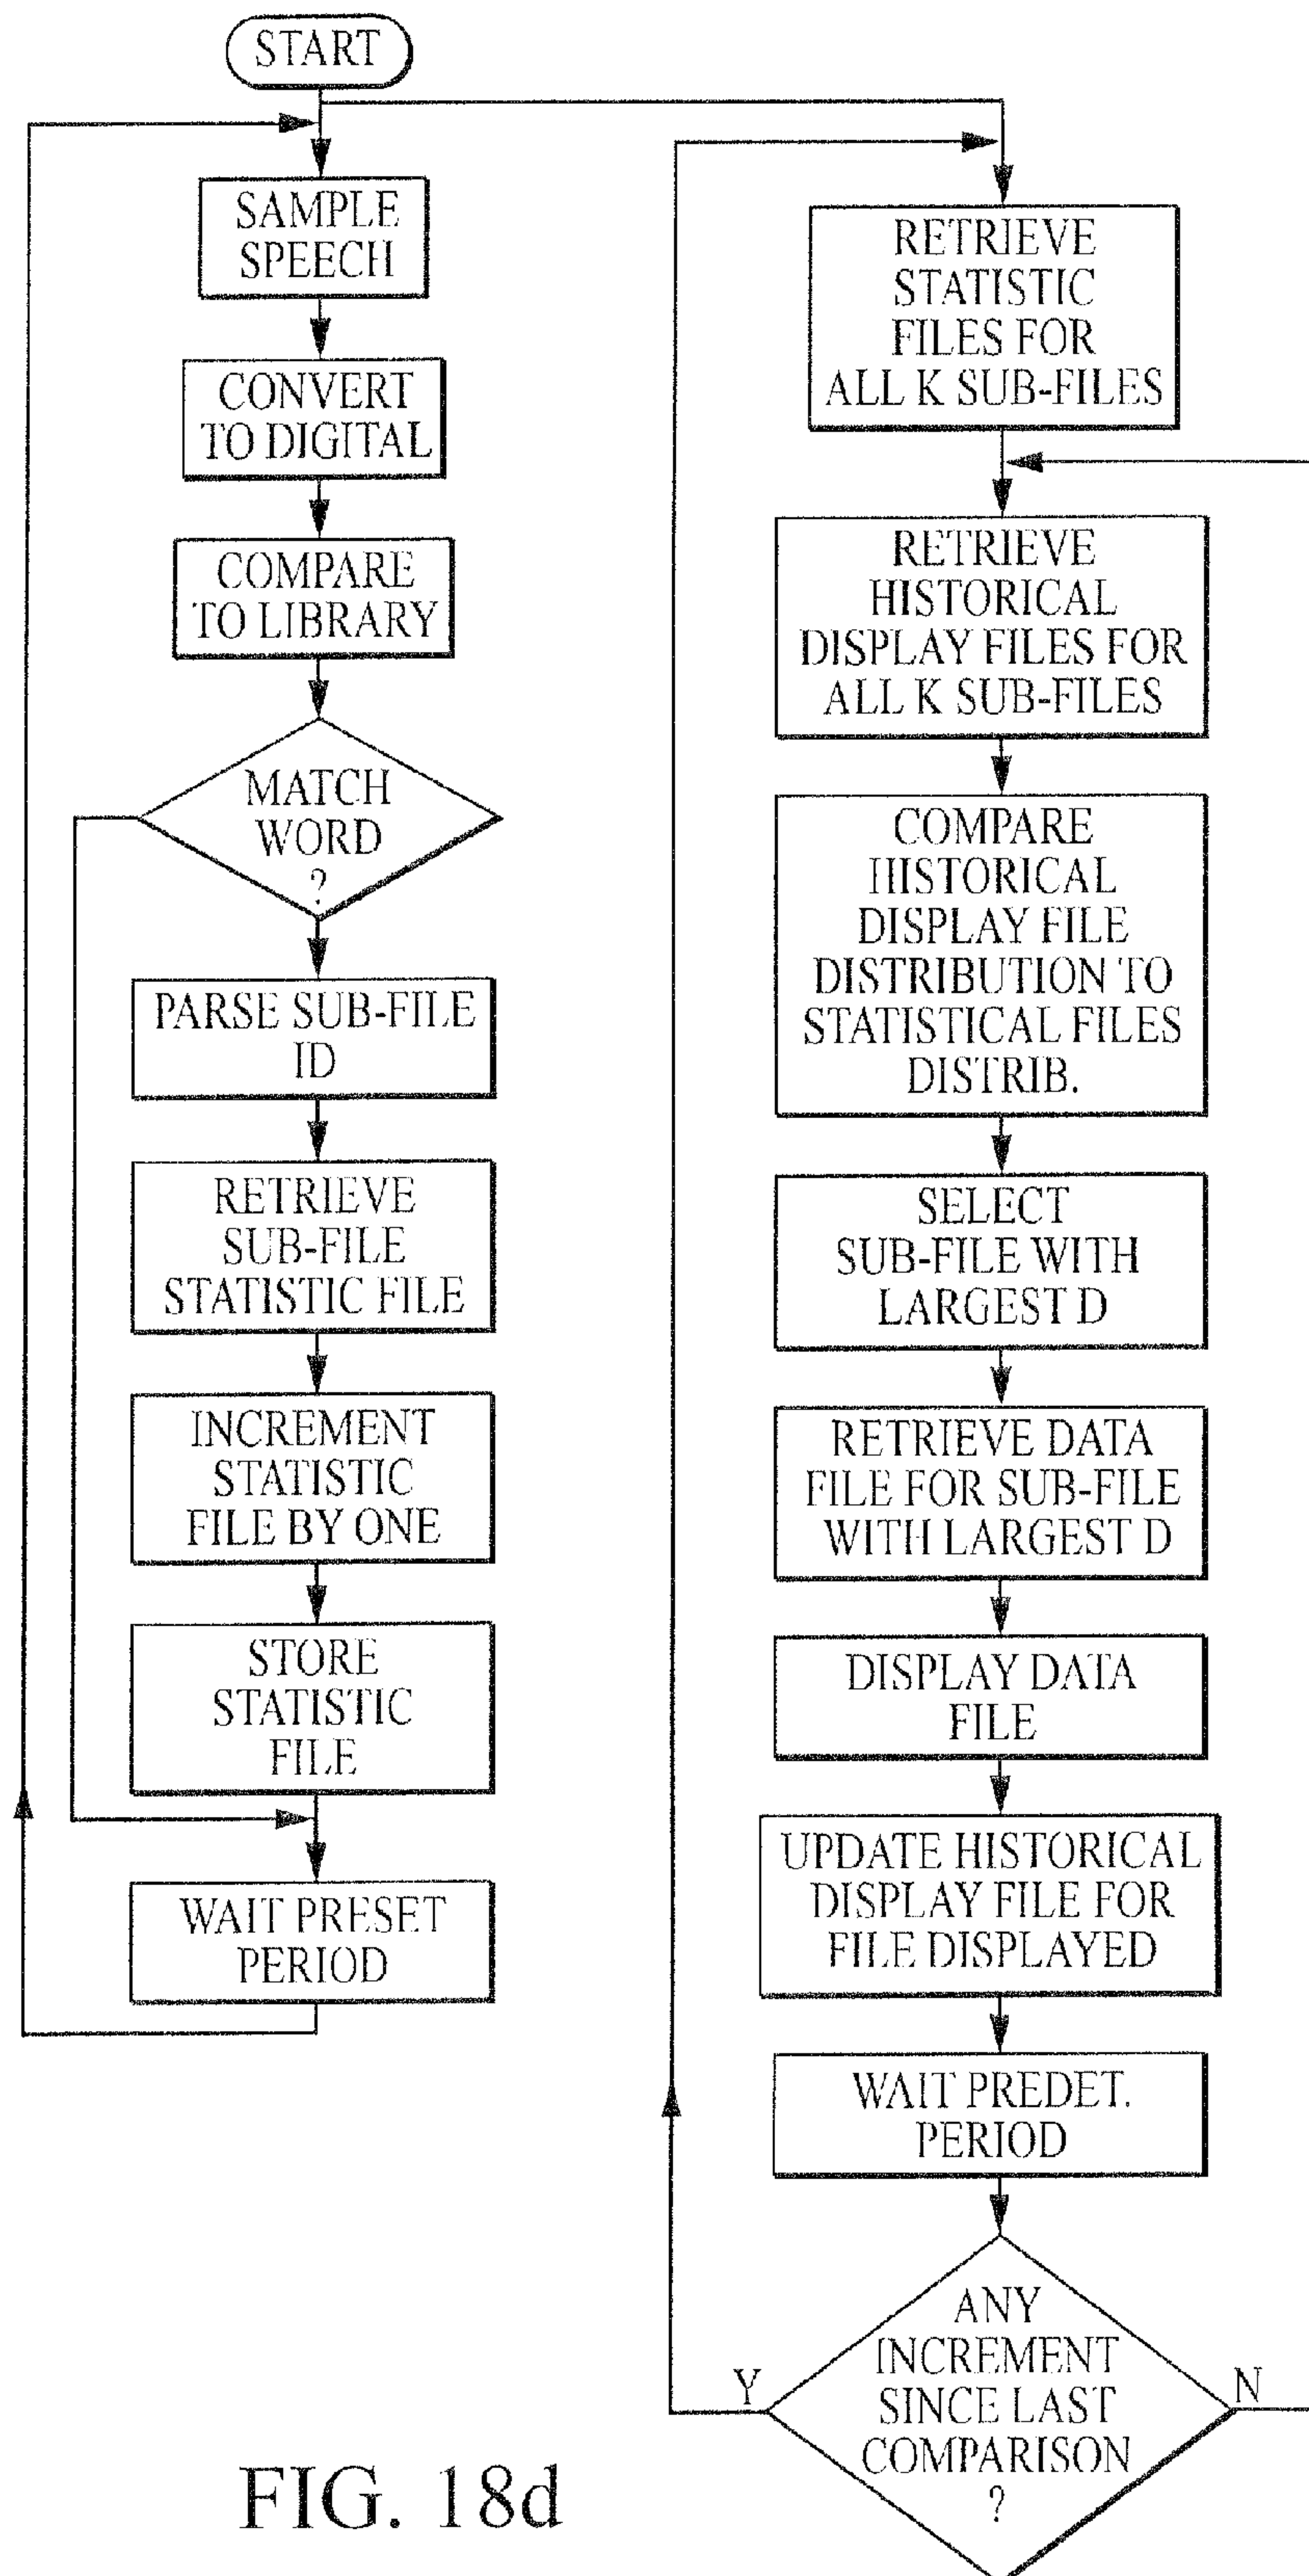 START
SAMPLE
SPEECH
CONVERT
TO DIGITAL
COMPARE
TO LIBRARY
MATCH
WORD
?
PARSE SUB-FILE
ID
RETRIEVE
SUB-FILE
STATISTIC FILE
INCREMENT
STATISTIC
FILE BY ONE
STORE
STATISTIC
FILE
WAIT PRESET
PERIOD
RETRIEVE
STATISTIC
FILES FOR
ALL K SUB-FILES
RETRIEVE
HISTORICAL
DISPLAY FILES FOR
ALL K SUB-FILES
COMPARE
HISTORICAL
DISPLAY FILE
DISTRIBUTION TO
STATISTICAL FILES
DISTRIB.
SELECT
SUB-FILE WITH
LARGEST D
RETRIEVE DATA
FILE FOR SUB-FILE
WITH LARGEST D
DISPLAY DATA
FILE
UPDATE HISTORICAL
DISPLAY FILE FOR
FILE DISPLAYED
WAIT PREDET.
PERIOD
ANY
INCREMENT
SINCE LAST
COMPARISON
?
Y
N
FIG. 18d